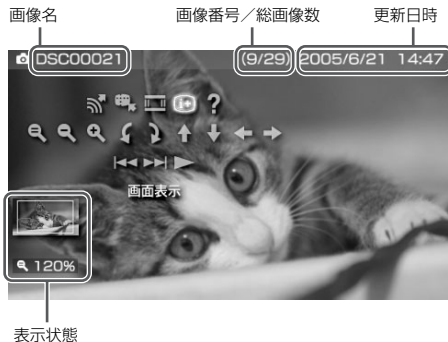 画像名
画像番号／総画像数
更新日時
DSC00021
(9/29)
2005/6/21 14:47
画面表示
120%
表示状態